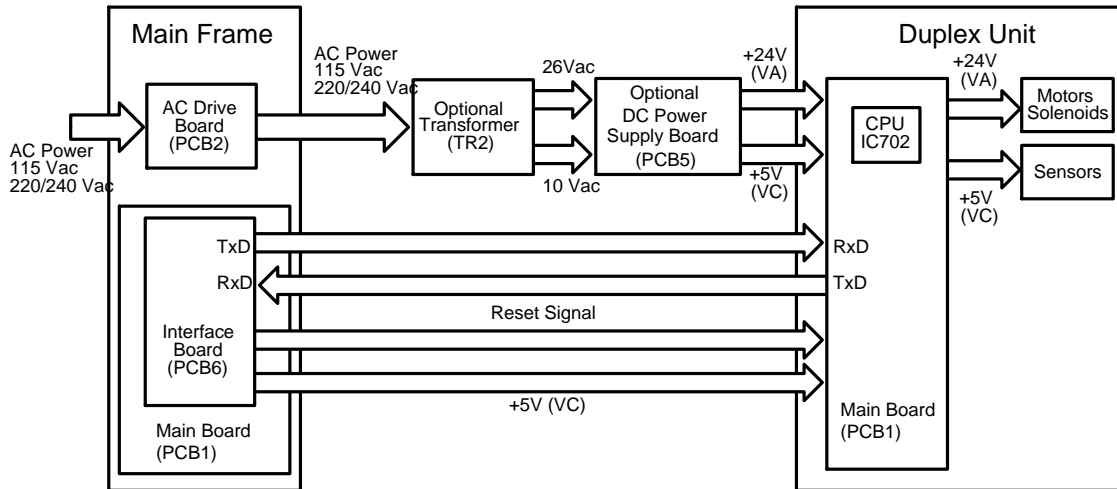 Main Frame
Duplex Unit
AC Power
115 Vac
220/240 Vac
AC Drive
Board
(PCB2)
AC Power
115 Vac
220/240 Vac
Optional
Transformer
(TR2)
26Vac
10 Vac
Optional
DC Power
Supply Board
(PCB5)
+24V
(VA)
+5V
(VC)
CPU
IC702
+24V
(VA)
Motors
Solenoids
+5V
(VC)
Sensors
TxD
RxD
RxD
TxD
Reset Signal
Interface
Board
(PCB6)
+5V (VC)
Main Board
(PCB1)
Main Board
(PCB1)